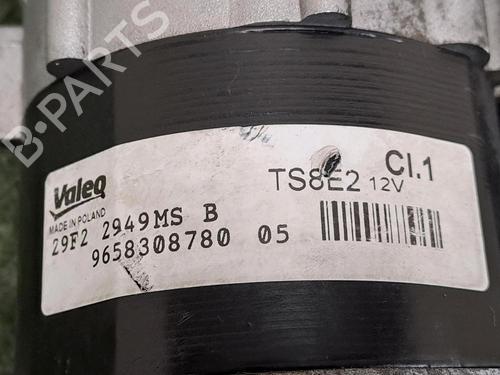 B-PARTS
Valeo
MADE IN POLAND
TS8E2 12V CI.1
29F2 2949MS B
9658308780 05